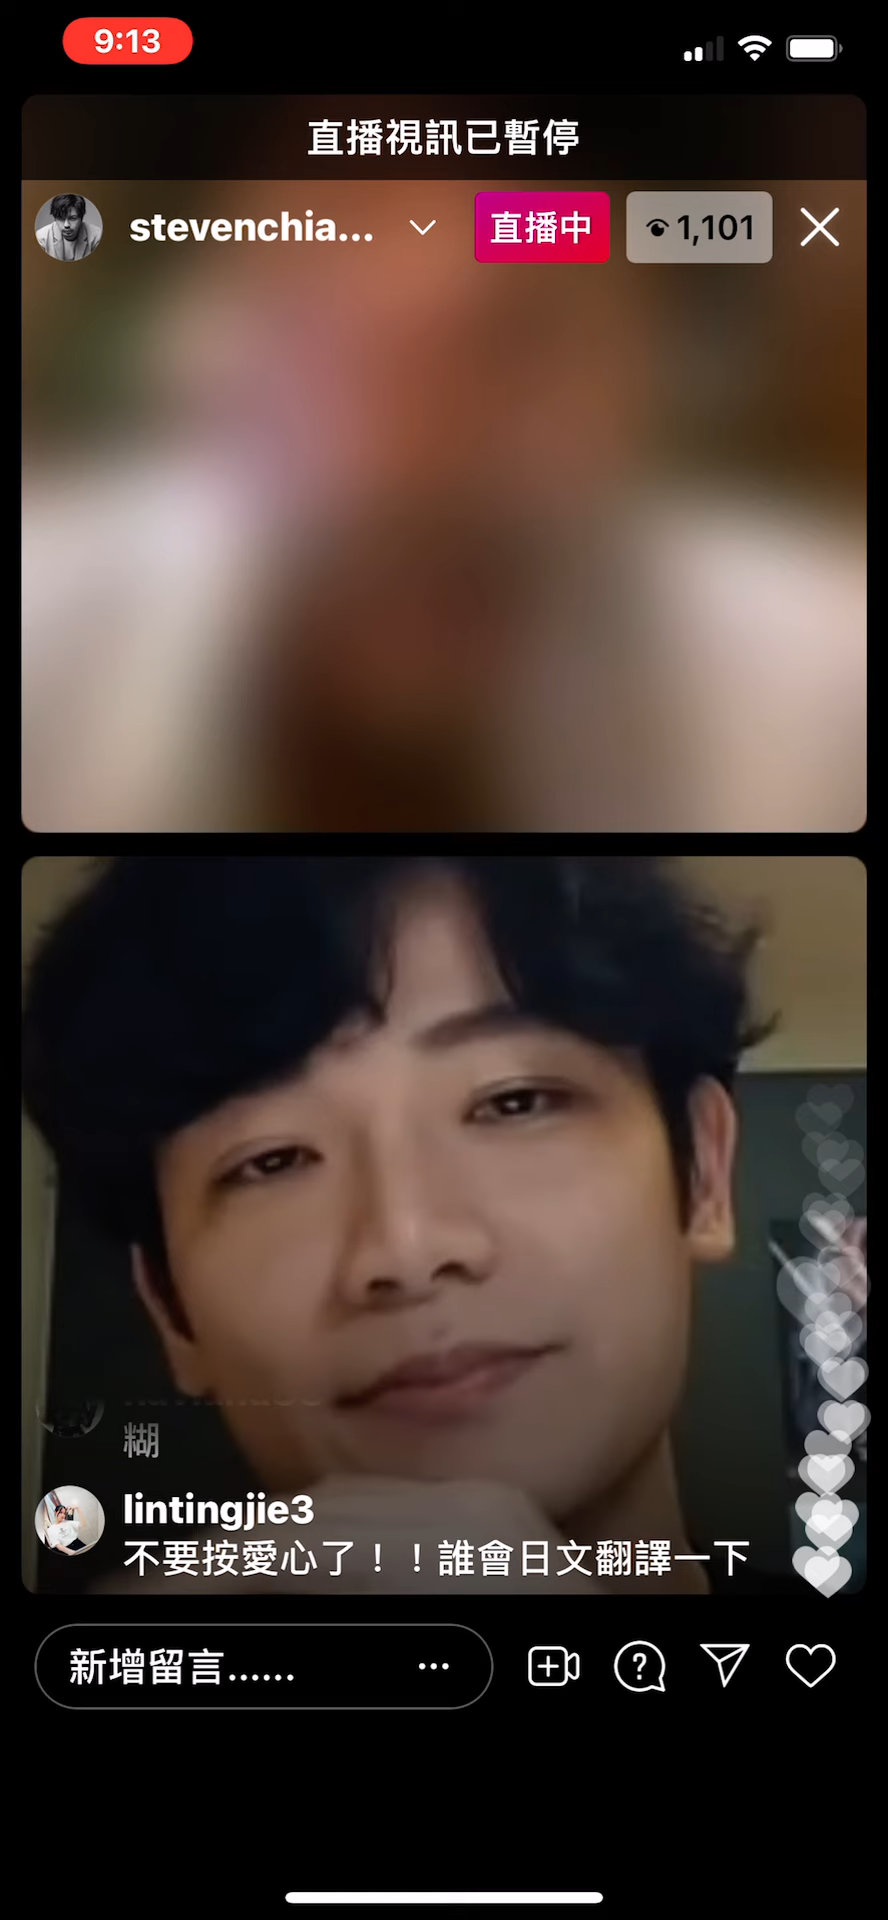 9:13
直播視訊已暫停
stevenchia...
直播中
1,101
糊
lintingjie3
不要按愛心了！！誰會日文翻譯一下
新增留言......